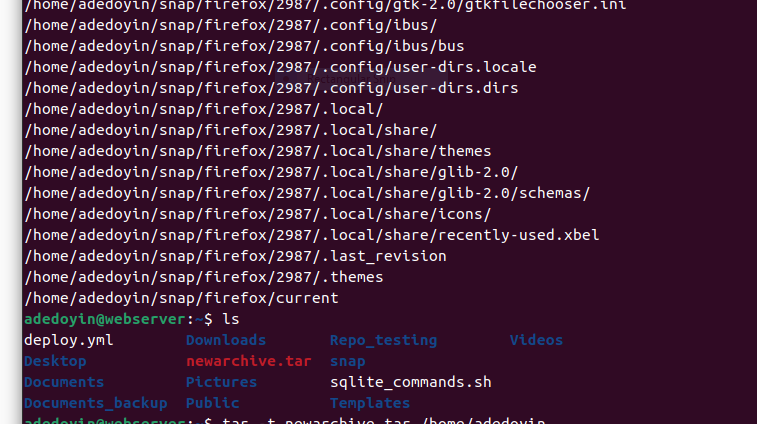 /home/adedoyin/snap/firefox/2987/.config/gtk-2.0/gtkfilechooser.ini
/home/adedoyin/snap/firefox/2987/.config/ibus/
/home/adedoyin/snap/firefox/2987/.config/ibus/bus
/home/adedoyin/snap/firefox/2987/.config/user-dirs.locale
/home/adedoyin/snap/firefox/2987/.config/user-dirs.dirs
/home/adedoyin/snap/firefox/2987/.local/
/home/adedoyin/snap/firefox/2987/.local/share/
/home/adedoyin/snap/firefox/2987/.local/share/themes
/home/adedoyin/snap/firefox/2987/.local/share/glib-2.0/
/home/adedoyin/snap/firefox/2987/.local/share/glib-2.0/schemas/
/home/adedoyin/snap/firefox/2987/.local/share/icons/
/home/adedoyin/snap/firefox/2987/.local/share/recently-used.xbel
/home/adedoyin/snap/firefox/2987/.last_revision
/home/adedoyin/snap/firefox/2987/.themes
/home/adedoyin/snap/firefox/current
adedoyin@webserver:~$ ls
deploy.yml Downloads Repo_testing Videos
Desktop newarchive.tar snap
Documents Pictures sqlite_commands.sh
Documents_backup Public Templates
adedoyin@webserver:~$ tar -t newarchive.tar /home/adedoyin